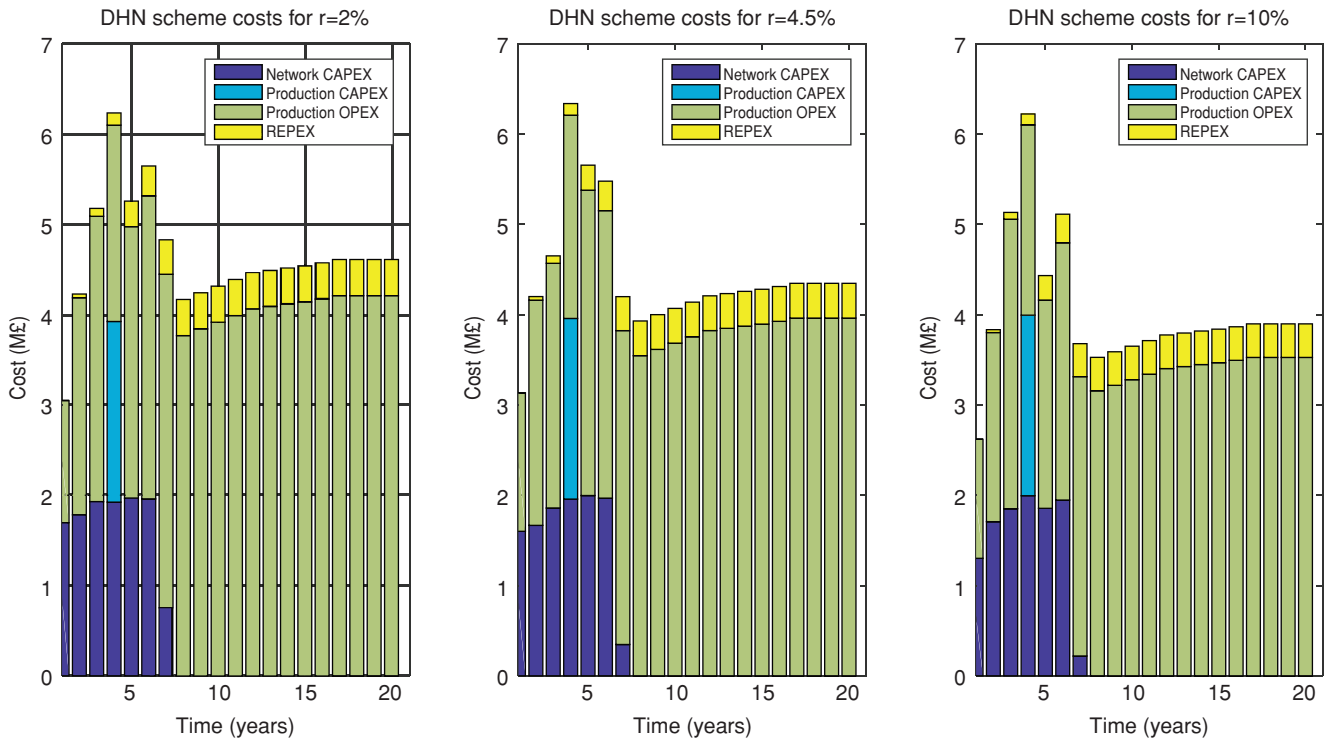 DHN scheme costs for r=2%
7
6
5
4
3
2
1
0
Cost (M£)
Network CAPEX
Production CAPEX
Production OPEX
REPEX
5 10 15 20
Time (years)
DHN scheme costs for r=4.5%
7
6
5
4
3
2
1
0
Cost (M£)
Network CAPEX
Production CAPEX
Production OPEX
REPEX
5 10 15 20
Time (years)
DHN scheme costs for r=10%
7
6
5
4
3
2
1
0
Cost (M£)
Network CAPEX
Production CAPEX
Production OPEX
REPEX
5 10 15 20
Time (years)